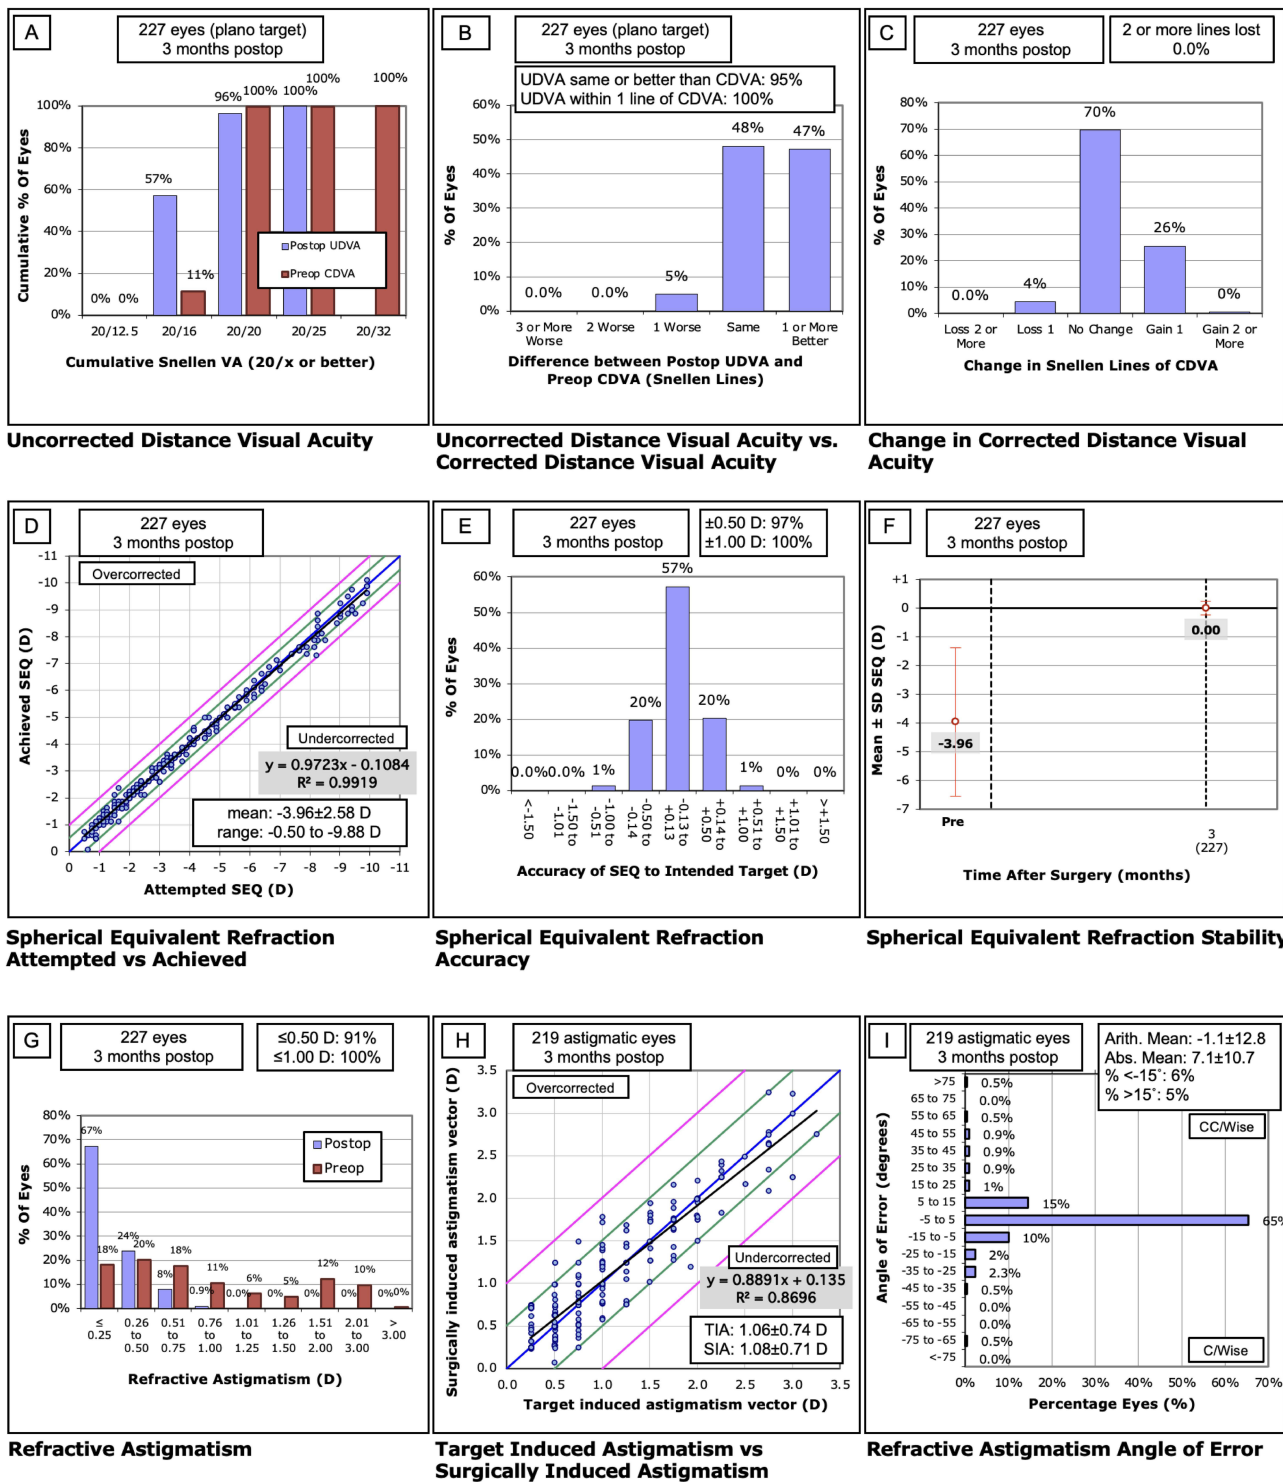 A
227 eyes (plano target)
3 months postop
Cumulative % Of Eyes
100%
80%
60%
40%
20%
0%
0% 0%
57%
11%
96%
100%
100%
100%
100%
Postop UDVA
Preop CDVA
20/12.5 20/16 20/20 20/25 20/32
Cumulative Snellen VA (20/x or better)
Uncorrected Distance Visual Acuity
B
227 eyes (plano target)
3 months postop
UDVA same or better than CDVA: 95%
UDVA within 1 line of CDVA: 100%
% Of Eyes
60%
50%
40%
30%
20%
10%
0%
0.0% 0.0% 5% 48% 47%
3 or More Worse
2 Worse
1 Worse
Same
1 or More Better
Difference between Postop UDVA and
Preop CDVA (Snellen Lines)
Uncorrected Distance Visual Acuity vs.
Corrected Distance Visual Acuity
C
227 eyes
3 months postop
2 or more lines lost
0.0%
% Of Eyes
80%
70%
60%
50%
40%
30%
20%
10%
0%
0.0% 4% 70% 26% 0%
Loss 2 or More
Loss 1
No Change
Gain 1
Gain 2 or More
Change in Snellen Lines of CDVA
Change in Corrected Distance Visual
Acuity
D
227 eyes
3 months postop
Overcorrected
Achieved SEQ (D)
-11
-10
-9
-8
-7
-6
-5
-4
-3
-2
-1
0
Undercorrected
y = 0.9723x - 0.1084
R² = 0.9919
mean: -3.96±2.58 D
range: -0.50 to -9.88 D
0 -1 -2 -3 -4 -5 -6 -7 -8 -9 -10 -11
Attempted SEQ (D)
Spherical Equivalent Refraction
Attempted vs Achieved
E
227 eyes
3 months postop
±0.50 D: 97%
±1.00 D: 100%
% Of Eyes
60%
50%
40%
30%
20%
10%
0%
0.0% 0.0% 1% 20% 57% 20% 1% 0% 0%
<-1.50
-1.50 to -1.01
-1.00 to -0.51
-0.50 to -0.14
-0.13 to +0.13
+0.14 to +0.50
+0.51 to +1.00
+1.01 to +1.50
>+1.50
Accuracy of SEQ to Intended Target (D)
Spherical Equivalent Refraction
Accuracy
F
227 eyes
3 months postop
Mean ± SD SEQ (D)
+1
0
-1
-2
-3
-4
-5
-6
-7
-3.96
0.00
Pre
3
(227)
Time After Surgery (months)
Spherical Equivalent Refraction Stability
G
227 eyes
3 months postop
≤0.50 D: 91%
≤1.00 D: 100%
% Of Eyes
80%
70%
60%
50%
40%
30%
20%
10%
0%
67% 18%
24% 20%
8% 18%
0.9% 11%
0.0% 6%
0% 5%
0% 12%
0% 10%
0% 0%
Postop
Preop
≤ 0.25
0.26 to 0.50
0.51 to 0.75
0.76 to 1.00
1.01 to 1.25
1.26 to 1.50
1.51 to 2.00
2.01 to 3.00
> 3.00
Refractive Astigmatism (D)
Refractive Astigmatism
H
219 astigmatic eyes
3 months postop
Overcorrected
Surgically induced astigmatism vector (D)
3.5
3.0
2.5
2.0
1.5
1.0
0.5
0.0
Undercorrected
y = 0.8891x + 0.135
R² = 0.8696
TIA: 1.06±0.74 D
SIA: 1.08±0.71 D
0.0 0.5 1.0 1.5 2.0 2.5 3.0 3.5
Target induced astigmatism vector (D)
Target Induced Astigmatism vs
Surgically Induced Astigmatism
I
219 astigmatic eyes
3 months postop
Arith. Mean: -1.1±12.8
Abs. Mean: 7.1±10.7
% <-15˚: 6%
% >15˚: 5%
Angle of Error (degrees)
>75 0.5%
65 to 75 0.0%
55 to 65 0.5%
45 to 55 0.9%
35 to 45 0.9%
25 to 35 0.9%
15 to 25 1%
5 to 15 15%
-5 to 5 65%
-15 to -5 10%
-25 to -15 2%
-35 to -25 2.3%
-45 to -35 0.5%
-55 to -45 0.0%
-65 to -55 0.0%
-75 to -65 0.5%
<-75 0.0%
CC/Wise
C/Wise
0% 10% 20% 30% 40% 50% 60% 70%
Percentage Eyes (%)
Refractive Astigmatism Angle of Error